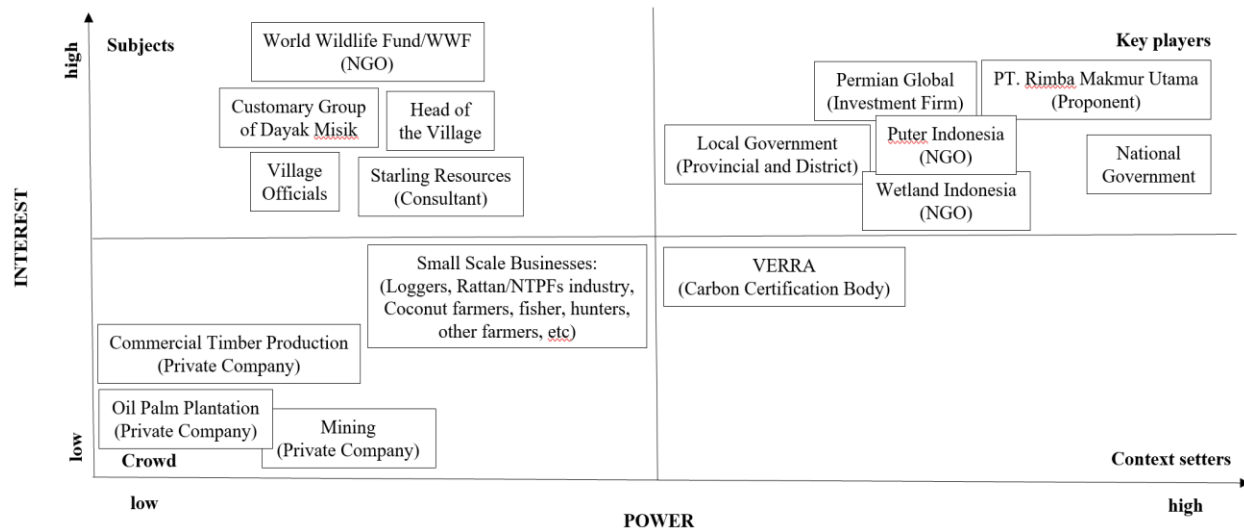 high
Subjects
World Wildlife Fund/WWF
(NGO)
Customary Group
of Dayak Misik
Head of
the Village
Village
Officials
Starling Resources
(Consultant)
Key players
Permian Global
(Investment Firm)
PT. Rimba Makmur Utama
(Proponent)
Local Government
(Provincial and District)
Puter Indonesia
(NGO)
National
Government
Wetland Indonesia
(NGO)
INTEREST
Small Scale Businesses:
(Loggers, Rattan/NTPFs industry,
Coconut farmers, fisher, hunters,
other farmers, etc)
VERRA
(Carbon Certification Body)
Commercial Timber Production
(Private Company)
Oil Palm Plantation
(Private Company)
Mining
(Private Company)
low
Crowd
Context setters
low
POWER
high